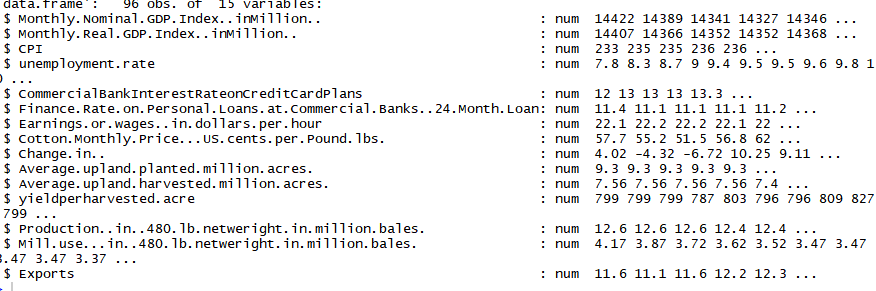 data.frame':   96 obs. of  15 variables:
$ Monthly.Nominal.GDP.Index..inMillion..                    : num  14422 14389 14341 14327 14346 ...
$ Monthly.Real.GDP.Index..inMillion..                       : num  14407 14366 14352 14352 14368 ...
$ CPI                                                       : num  233 235 235 236 236 ...
$ unemployment.rate                                         : num  7.8 8.3 8.7 9 9.4 9.5 9.5 9.6 9.8 1
0 ...
$ CommercialBankInterestRateonCreditCardPlans               : num  12 13 13 13 13.3 ...
$ Finance.Rate.on.Personal.Loans.at.Commercial.Banks..24.Month.Loan: num  11.4 11.1 11.1 11.1 11.2 ...
$ Earnings.or.wages..in.dollars.per.hour                    : num  22.1 22.2 22.2 22.1 22 ...
$ Cotton.Monthly.Price...US.cents.per.Pound.lbs.            : num  57.7 55.2 51.5 56.8 62 ...
$ Change.in..                                               : num  4.02 -4.32 -6.72 10.25 9.11 ...
$ Average.upland.planted.million.acres.                     : num  9.3 9.3 9.3 9.3 9.3 ...
$ Average.upland.harvested.million.acres.                   : num  7.56 7.56 7.56 7.56 7.4 ...
$ yieldperharvested.acre                                    : num  799 799 799 787 803 796 796 809 827
799 ...
$ Production..in..480.lb.netweright.in.million.bales.       : num  12.6 12.6 12.6 12.4 12.4 ...
$ Mill.use...in..480.lb.netweright.in.million.bales.        : num  4.17 3.87 3.72 3.62 3.52 3.47 3.47
3.47 3.47 3.37 ...
$ Exports                                                   : num  11.6 11.1 11.6 12.2 12.3 ...